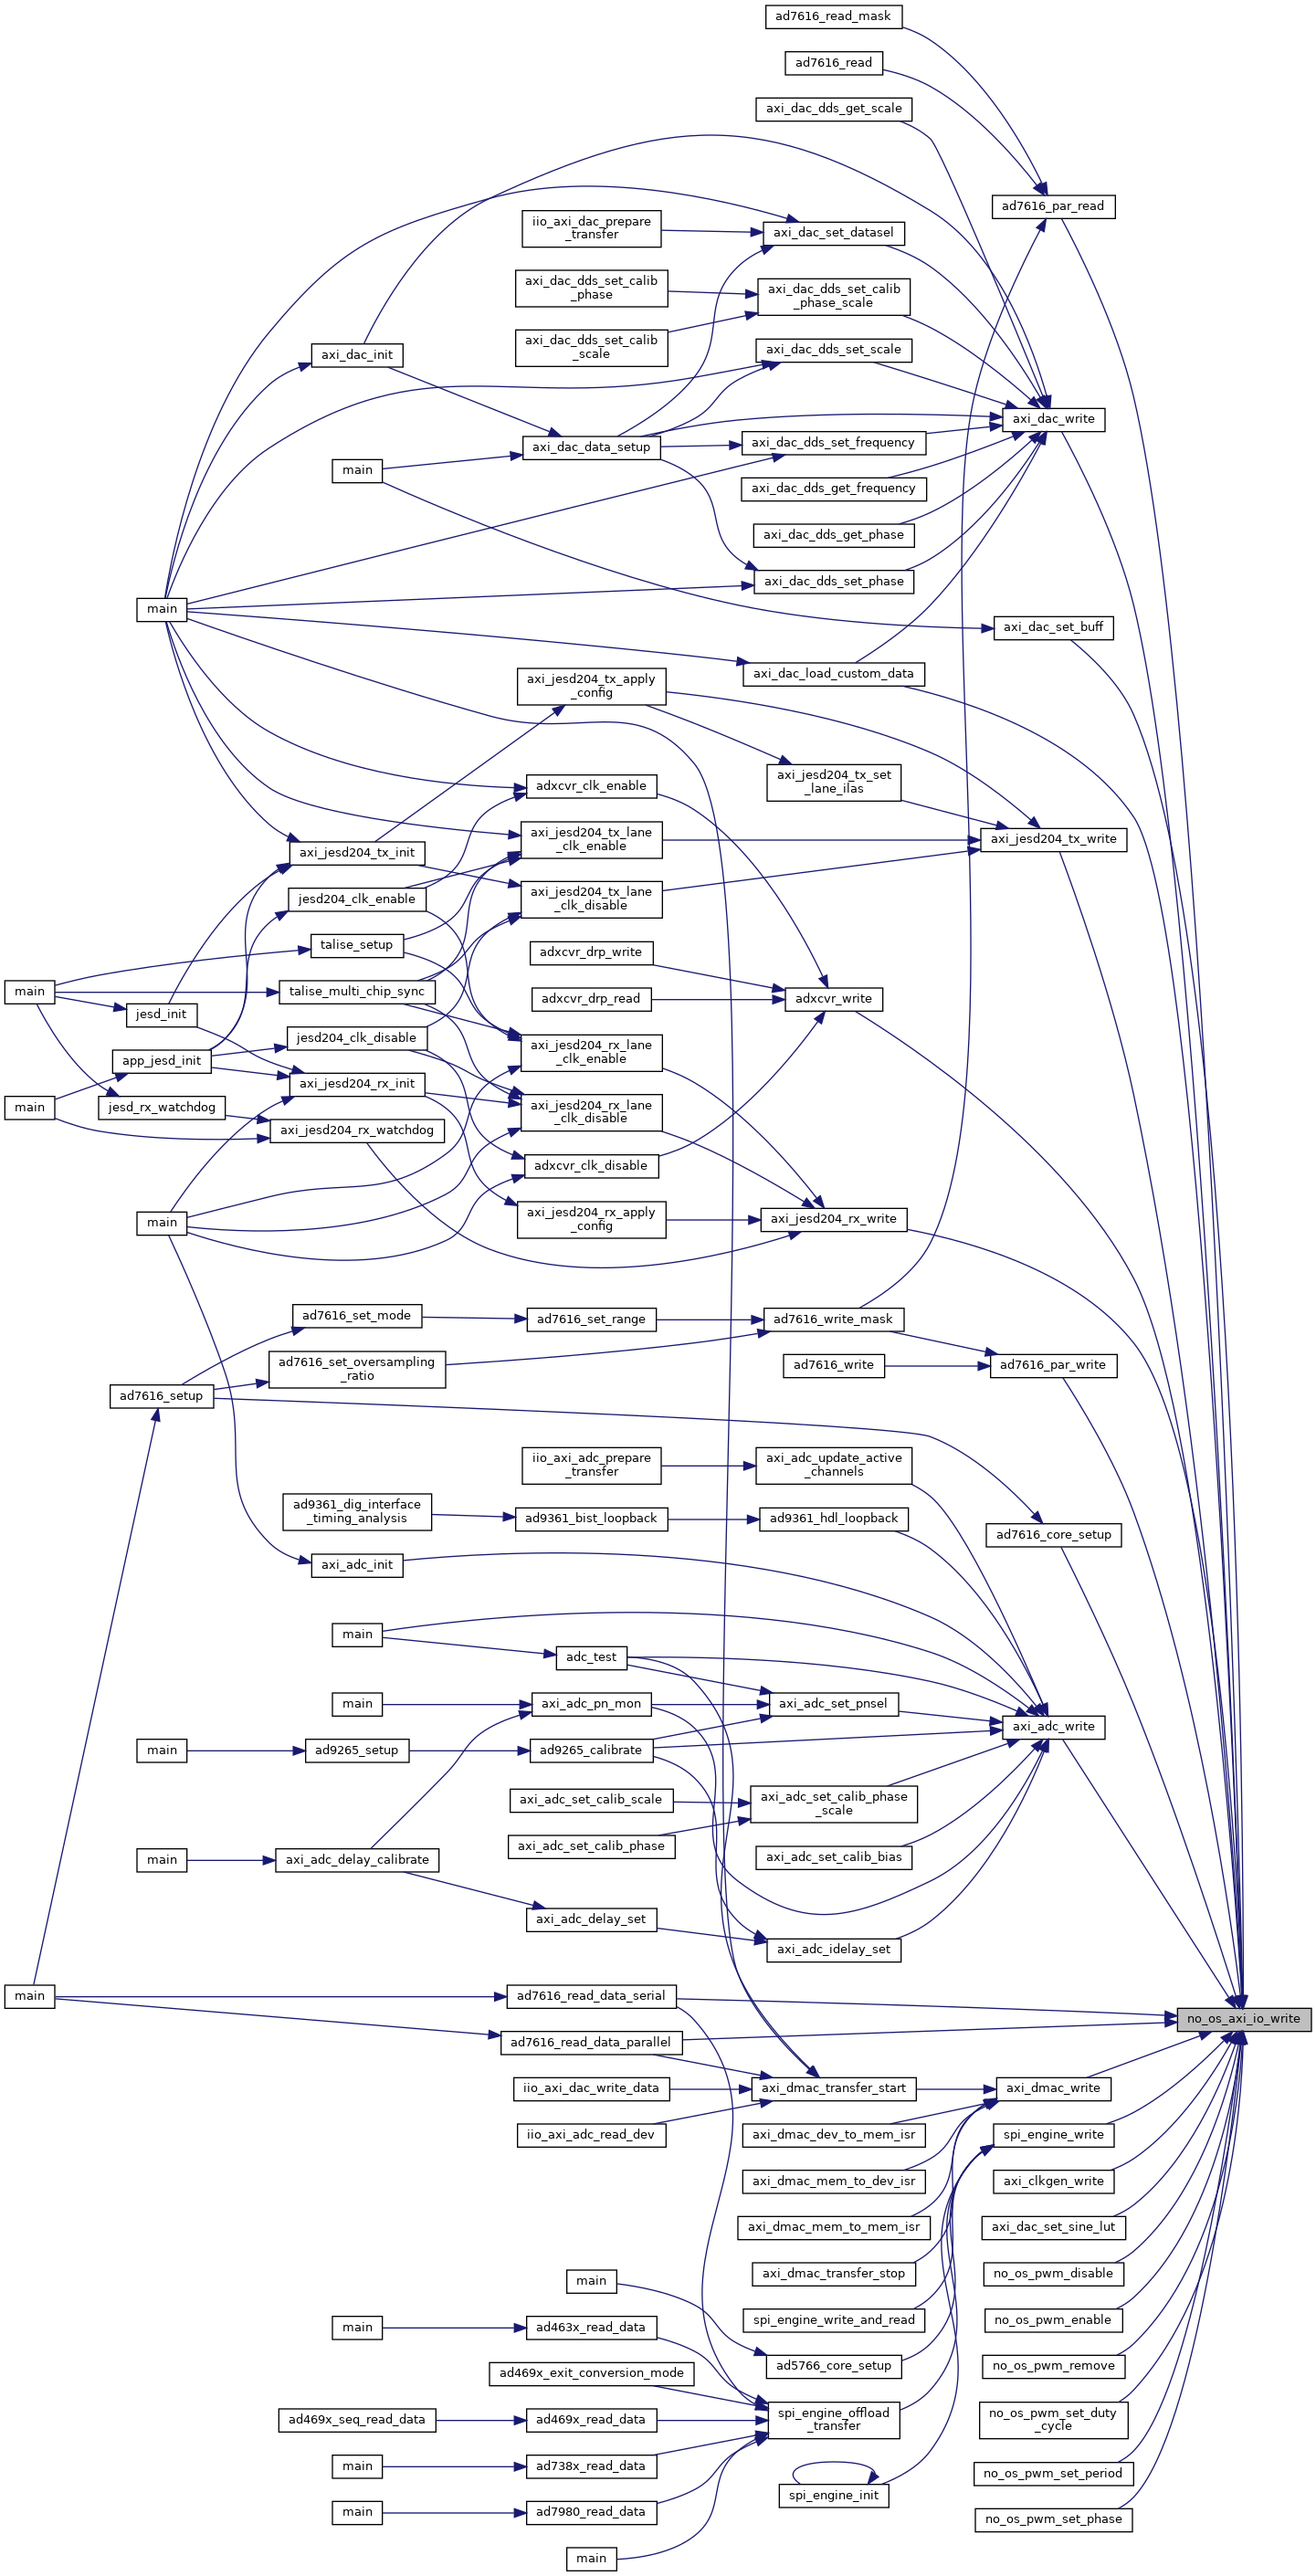 ad7616_read_mask
ad7616_read
axi_dac_dds_get_scale
ad7616_par_read
iio_axi_dac_prepare
_transfer
axi_dac_set_datasel
axi_dac_dds_set_calib
_phase
axi_dac_dds_set_calib
_phase_scale
axi_dac_dds_set_calib
_scale
axi_dac_init
axi_dac_dds_set_scale
axi_dac_write
axi_dac_data_setup
axi_dac_dds_set_frequency
main
axi_dac_dds_get_frequency
axi_dac_dds_get_phase
axi_dac_dds_set_phase
main
axi_dac_set_buff
axi_dac_load_custom_data
axi_jesd204_tx_apply
_config
axi_jesd204_tx_set
_lane_ilas
adxcvr_clk_enable
axi_jesd204_tx_lane
_clk_enable
axi_jesd204_tx_write
axi_jesd204_tx_init
jesd204_clk_enable
axi_jesd204_tx_lane
_clk_disable
talise_setup
adxcvr_drp_write
main
talise_multi_chip_sync
adxcvr_drp_read
adxcvr_write
jesd_init
jesd204_clk_disable
axi_jesd204_rx_lane
_clk_enable
app_jesd_init
axi_jesd204_rx_init
main
jesd_rx_watchdog
axi_jesd204_rx_lane
_clk_disable
axi_jesd204_rx_watchdog
adxcvr_clk_disable
main
axi_jesd204_rx_apply
_config
axi_jesd204_rx_write
ad7616_set_mode
ad7616_set_range
ad7616_write_mask
ad7616_set_oversampling
_ratio
ad7616_write
ad7616_par_write
ad7616_setup
iio_axi_adc_prepare
_transfer
axi_adc_update_active
_channels
ad9361_dig_interface
_timing_analysis
ad9361_bist_loopback
ad9361_hdl_loopback
ad7616_core_setup
axi_adc_init
main
adc_test
main
axi_adc_pn_mon
axi_adc_set_pnsel
axi_adc_write
main
ad9265_setup
ad9265_calibrate
axi_adc_set_calib_scale
axi_adc_set_calib_phase
_scale
axi_adc_set_calib_phase
axi_adc_set_calib_bias
main
axi_adc_delay_calibrate
axi_adc_delay_set
axi_adc_idelay_set
main
ad7616_read_data_serial
no_os_axi_io_write
ad7616_read_data_parallel
iio_axi_dac_write_data
axi_dmac_transfer_start
axi_dmac_write
iio_axi_adc_read_dev
axi_dmac_dev_to_mem_isr
spi_engine_write
axi_dmac_mem_to_dev_isr
axi_clkgen_write
axi_dmac_mem_to_mem_isr
axi_dac_set_sine_lut
axi_dmac_transfer_stop
no_os_pwm_disable
main
spi_engine_write_and_read
no_os_pwm_enable
main
ad463x_read_data
ad5766_core_setup
no_os_pwm_remove
ad469x_exit_conversion_mode
ad469x_seq_read_data
ad469x_read_data
spi_engine_offload
_transfer
no_os_pwm_set_duty
_cycle
main
ad738x_read_data
no_os_pwm_set_period
spi_engine_init
main
ad7980_read_data
no_os_pwm_set_phase
main